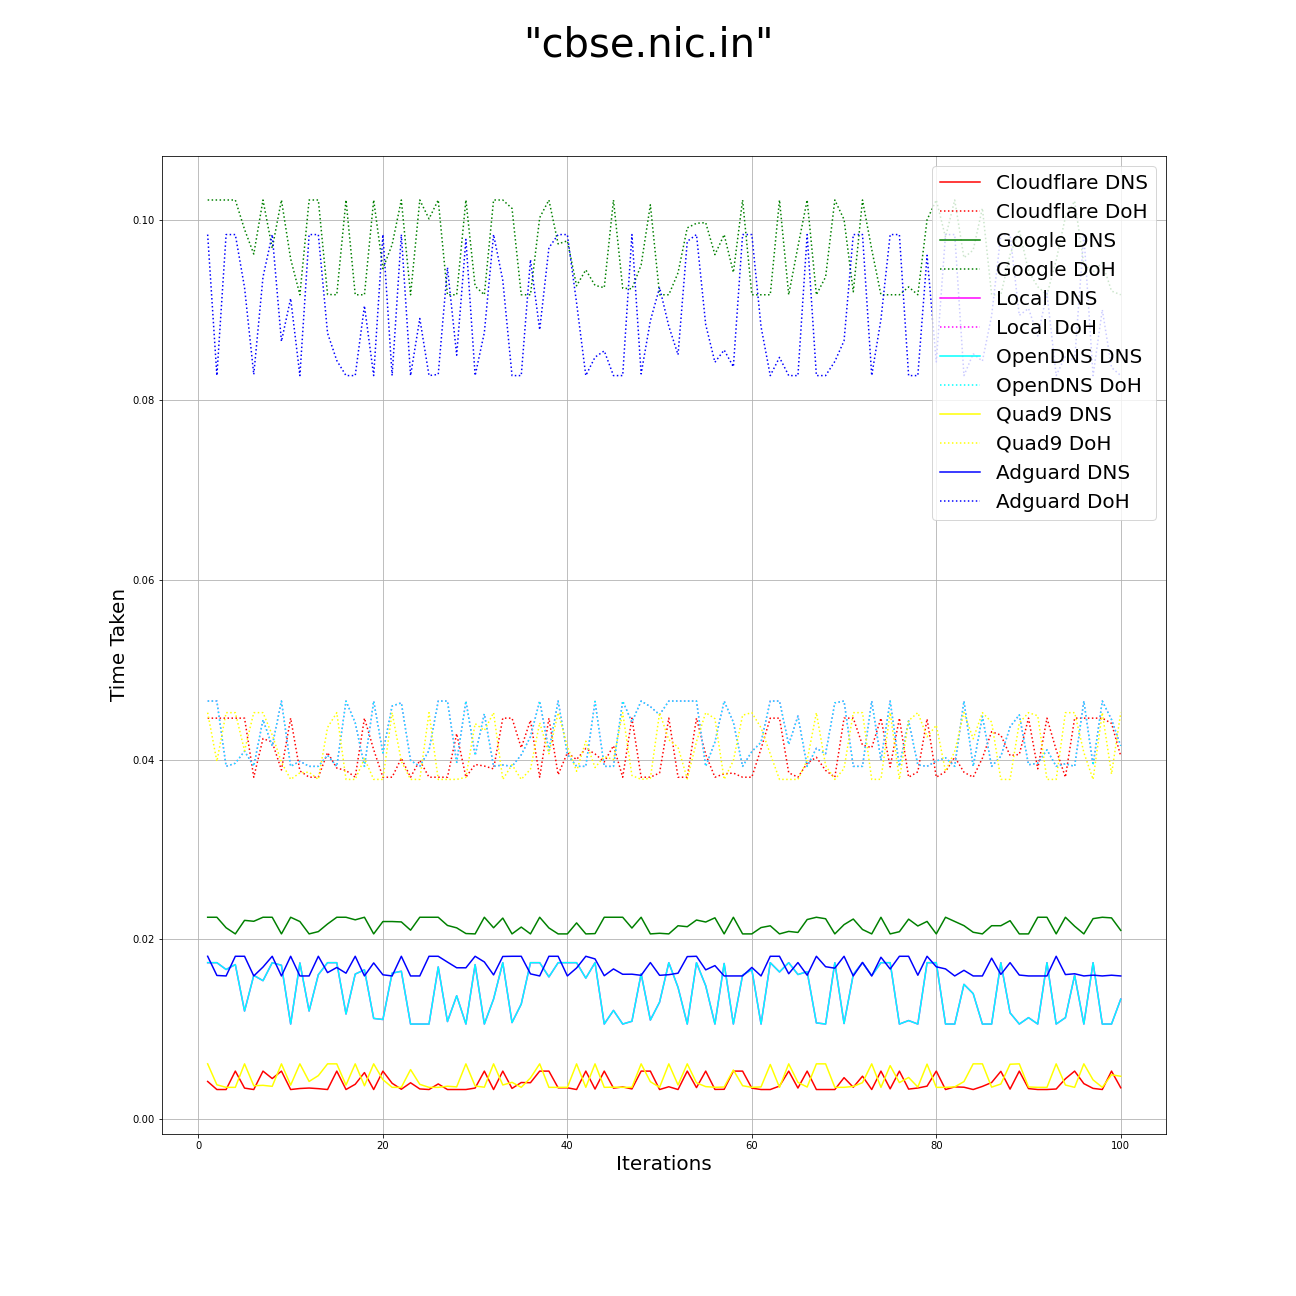 "cbse.nic.in"
Cloudflare DNS
Cloudflare DoH
Google DNS
Google DoH
Local DNS
Local DoH
OpenDNS DNS
OpenDNS DoH
Quad9 DNS
Quad9 DoH
Adguard DNS
Adguard DoH
0.10
0.08
0.06
0.04
0.02
0.00
Time Taken
0 20 40 60 80 100
Iterations